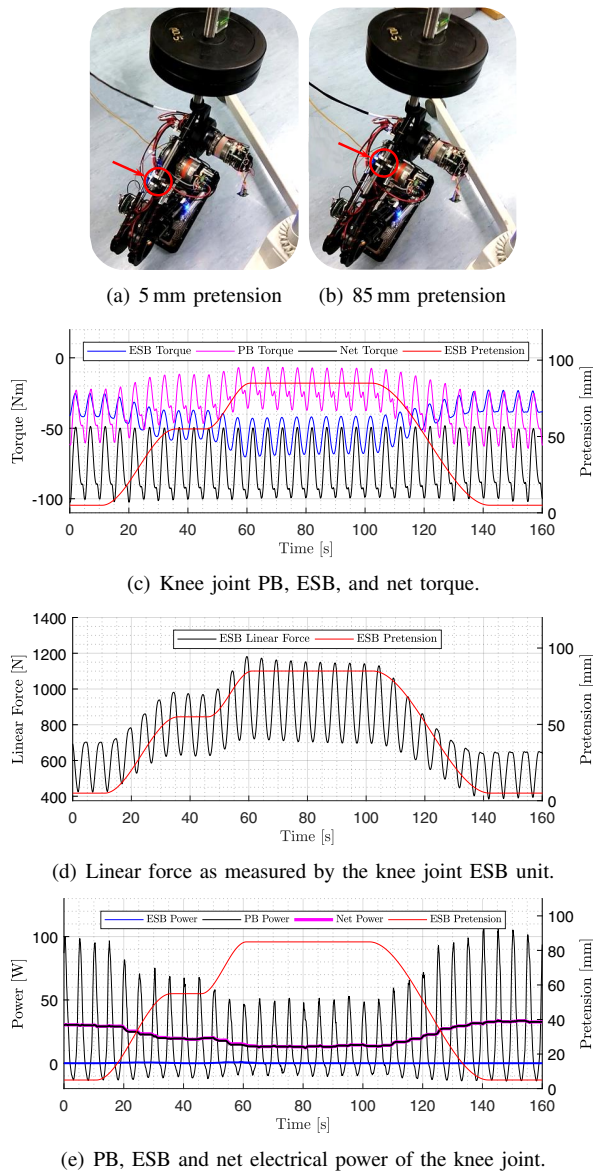 (a) 5 mm pretension (b) 85 mm pretension
ESB Torque PB Torque Net Torque ESB Pretension
0
-50
-100
Torque [Nm]
100
50
0
Pretension [mm]
0 20 40 60 80 100 120 140 160
Time [s]
(c) Knee joint PB, ESB, and net torque.
ESB Linear Force ESB Pretension
1400
1200
1000
800
600
400
Linear Force [N]
100
50
0
Pretension [mm]
0 20 40 60 80 100 120 140 160
Time [s]
(d) Linear force as measured by the knee joint ESB unit.
ESB Power PB Power Net Power ESB Pretension
100
50
0
Power [W]
100
80
60
40
20
0
Pretension [mm]
0 20 40 60 80 100 120 140 160
Time [s]
(e) PB, ESB and net electrical power of the knee joint.